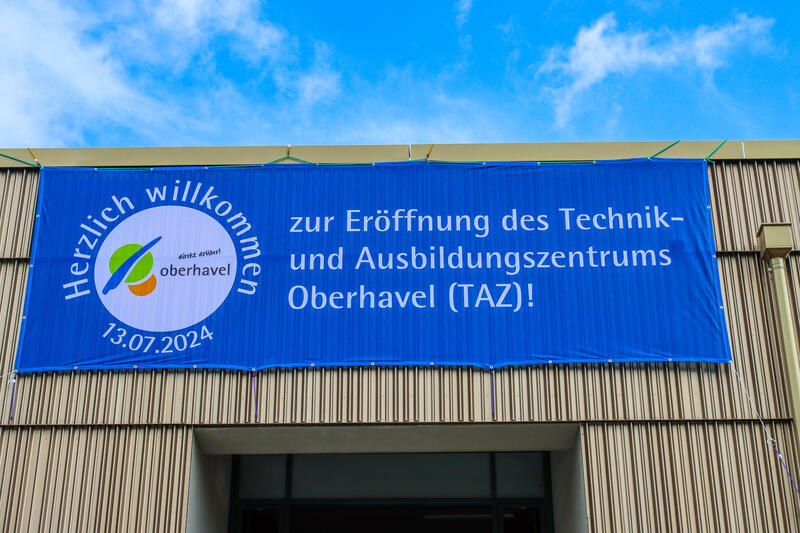 Herzlich willkommen
direkt drüber!
oberhavel
13.07.2024
zur Eröffnung des Technik-
und Ausbildungszentrums
Oberhavel (TAZ)!